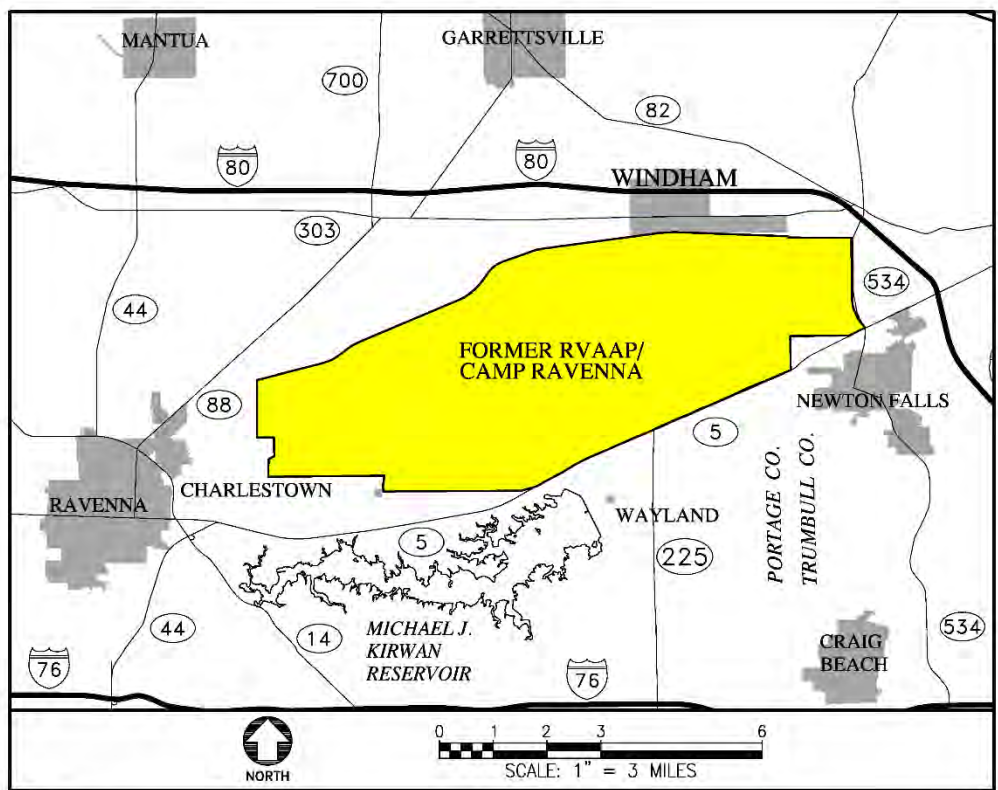 MANTUA
GARRETTSVILLE
700
82
80
80
WINDHAM
303
534
44
FORMER RVAAP/
CAMP RAVENNA
88
NEWTON FALLS
5
CHARLESTOWN
RAVENNA
WAYLAND
PORTAGE CO.
TRUMBULL CO.
5
225
44
14
MICHAEL J.
KIRWAN
RESERVOIR
534
CRAIG
BEACH
76
76
NORTH
0 1 2 3 6
SCALE: 1" = 3 MILES